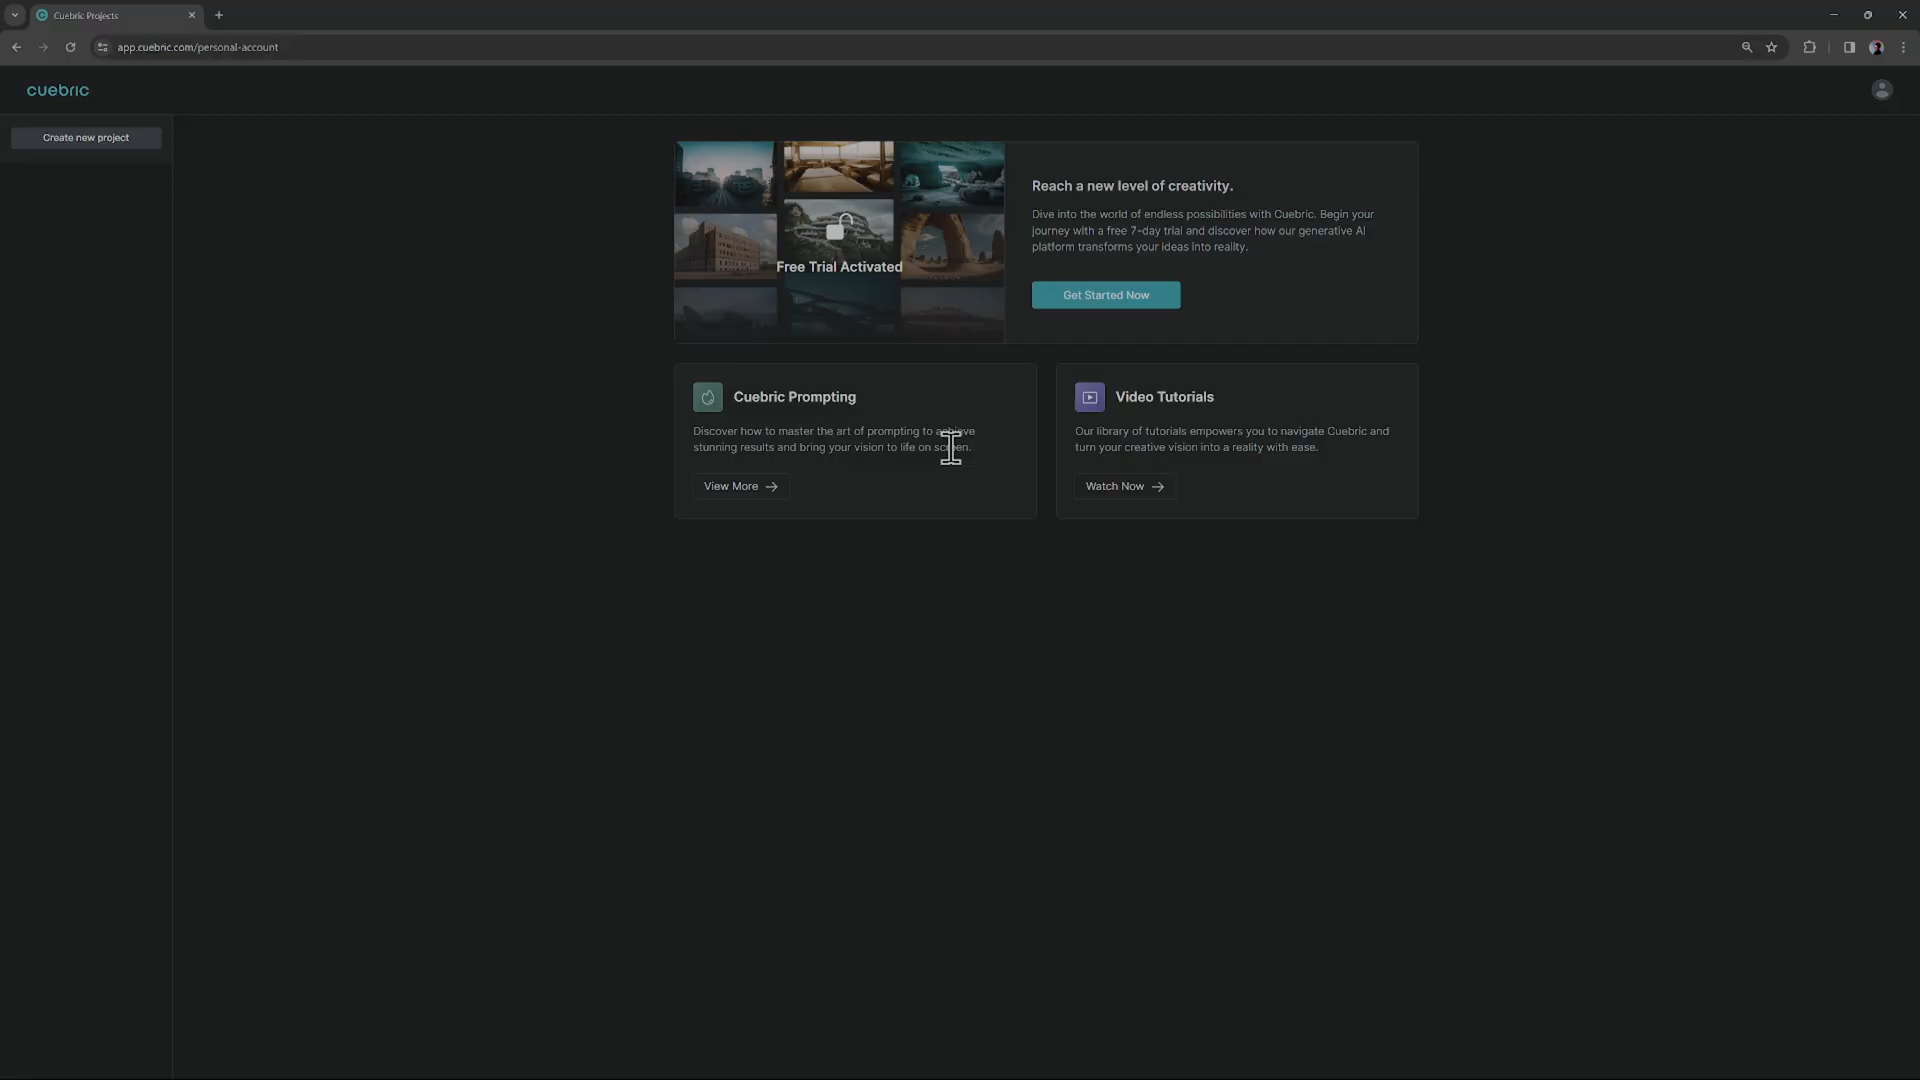 Cuebric Projects
app.cuebric.com/personal-account
cuebric
Create new project
Free Trial Activated
Reach a new level of creativity.
Dive into the world of endless possibilities with Cuebric. Begin your
journey with a free 7-day trial and discover how our generative AI
platform transforms your ideas into reality.
Get Started Now
Cuebric Prompting
Discover how to master the art of prompting to achieve
stunning results and bring your vision to life on screen.
View More
Video Tutorials
Our library of tutorials empowers you to navigate Cuebric and
turn your creative vision into a reality with ease.
Watch Now